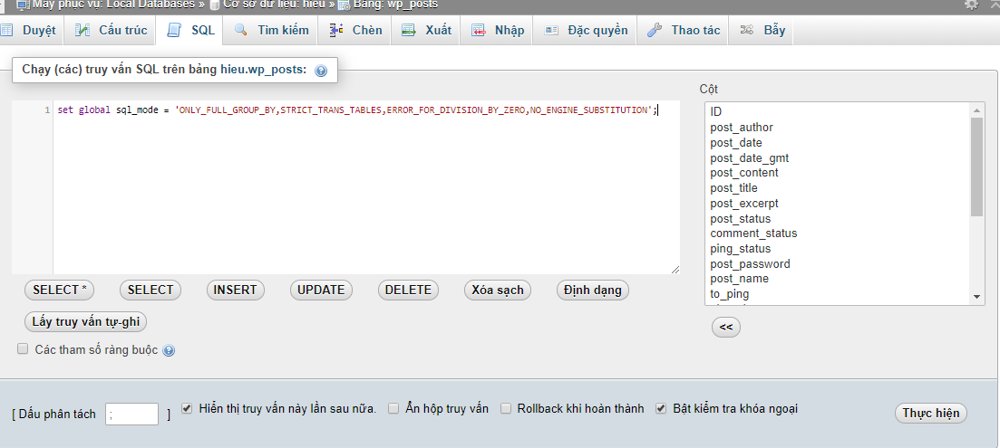 Máy phục vụ: Local Databases » Cơ sở dữ liệu: hieu » Bảng: wp_posts
Duyệt Cấu trúc SQL Tìm kiếm Chèn Xuất Nhập Đặc quyền Thao tác Bẫy
Chạy (các) truy vấn SQL trên bảng hieu.wp_posts:
Cột
1 set global sql_mode = 'ONLY_FULL_GROUP_BY,STRICT_TRANS_TABLES,ERROR_FOR_DIVISION_BY_ZERO,NO_ENGINE_SUBSTITUTION';
ID
post_author
post_date
post_date_gmt
post_content
post_title
post_excerpt
post_status
comment_status
ping_status
post_password
post_name
to_ping
SELECT * SELECT INSERT UPDATE DELETE Xóa sạch Định dạng
Lấy truy vấn tự-ghi
<<
Các tham số ràng buộc
[ Dấu phân tách ; ] Hiển thị truy vấn này lần sau nữa. Ẩn hộp truy vấn Rollback khi hoàn thành Bật kiểm tra khóa ngoại Thực hiện